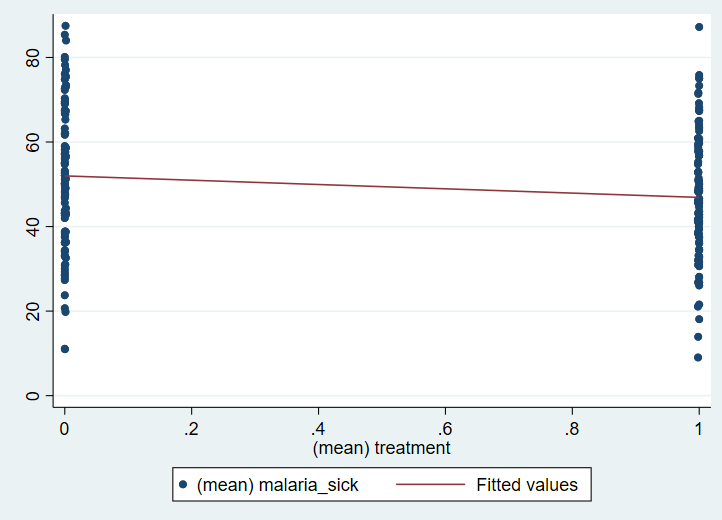 80
60
40
20
0
0 .2 .4 .6 .8 1
(mean) treatment
(mean) malaria_sick Fitted values